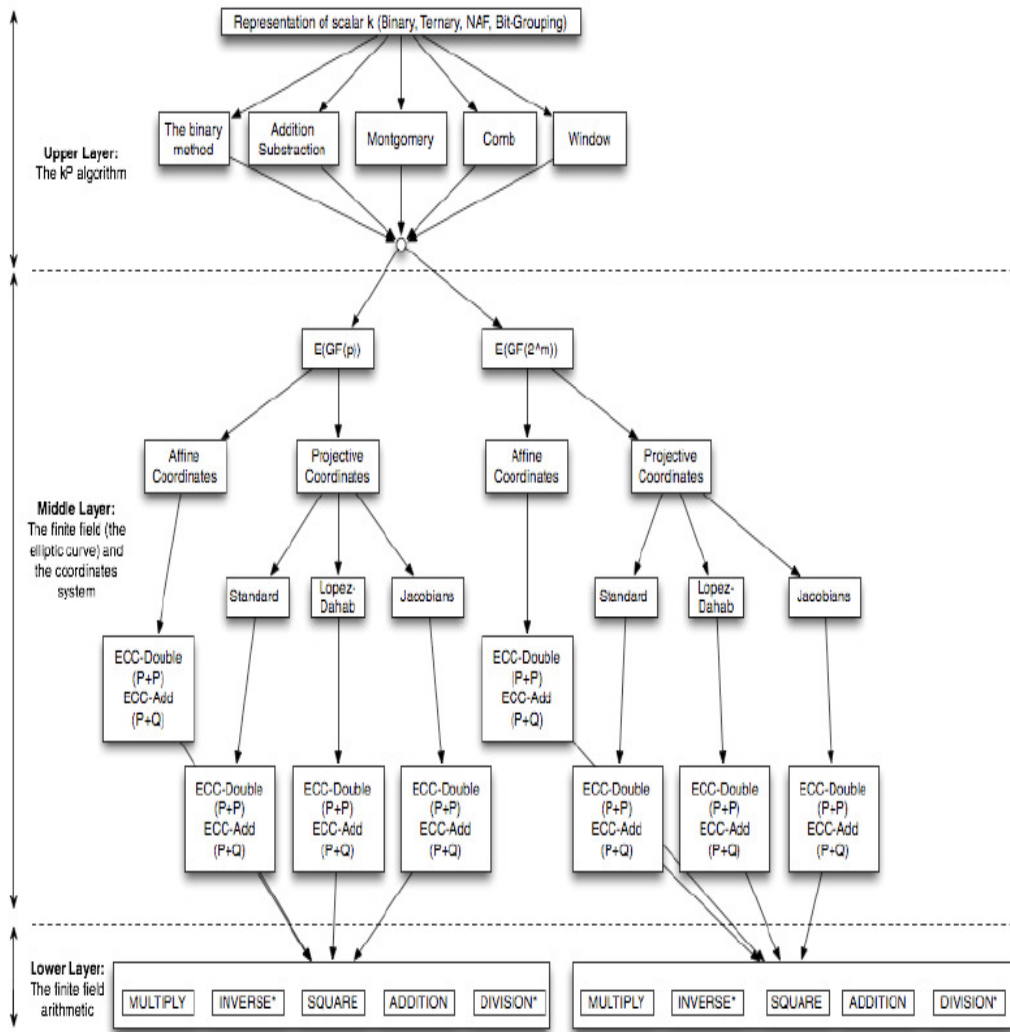 Representation of scalar k (Binary, Ternary, NAF, Bit-Grouping)
The binary
method
Addition
Substraction
Montgomery
Comb
Window
Upper Layer:
The kP algorithm
E(GF(p))
E(GF(2^m))
Affine
Coordinates
Projective
Coordinates
Affine
Coordinates
Projective
Coordinates
Middle Layer:
The finite field (the
elliptic curve) and
the coordinates
system
Standard
Lopez-
Dahab
Jacobians
Standard
Lopez-
Dahab
Jacobians
ECC-Double
(P+P)
ECC-Add
(P+Q)
ECC-Double
(P+P)
ECC-Add
(P+Q)
ECC-Double
(P+P)
ECC-Add
(P+Q)
ECC-Double
(P+P)
ECC-Add
(P+Q)
ECC-Double
(P+P)
ECC-Add
(P+Q)
ECC-Double
(P+P)
ECC-Add
(P+Q)
ECC-Double
(P+P)
ECC-Add
(P+Q)
ECC-Double
(P+P)
ECC-Add
(P+Q)
Lower Layer:
The finite field
arithmetic
MULTIPLY
INVERSE*
SQUARE
ADDITION
DIVISION*
MULTIPLY
INVERSE*
SQUARE
ADDITION
DIVISION*